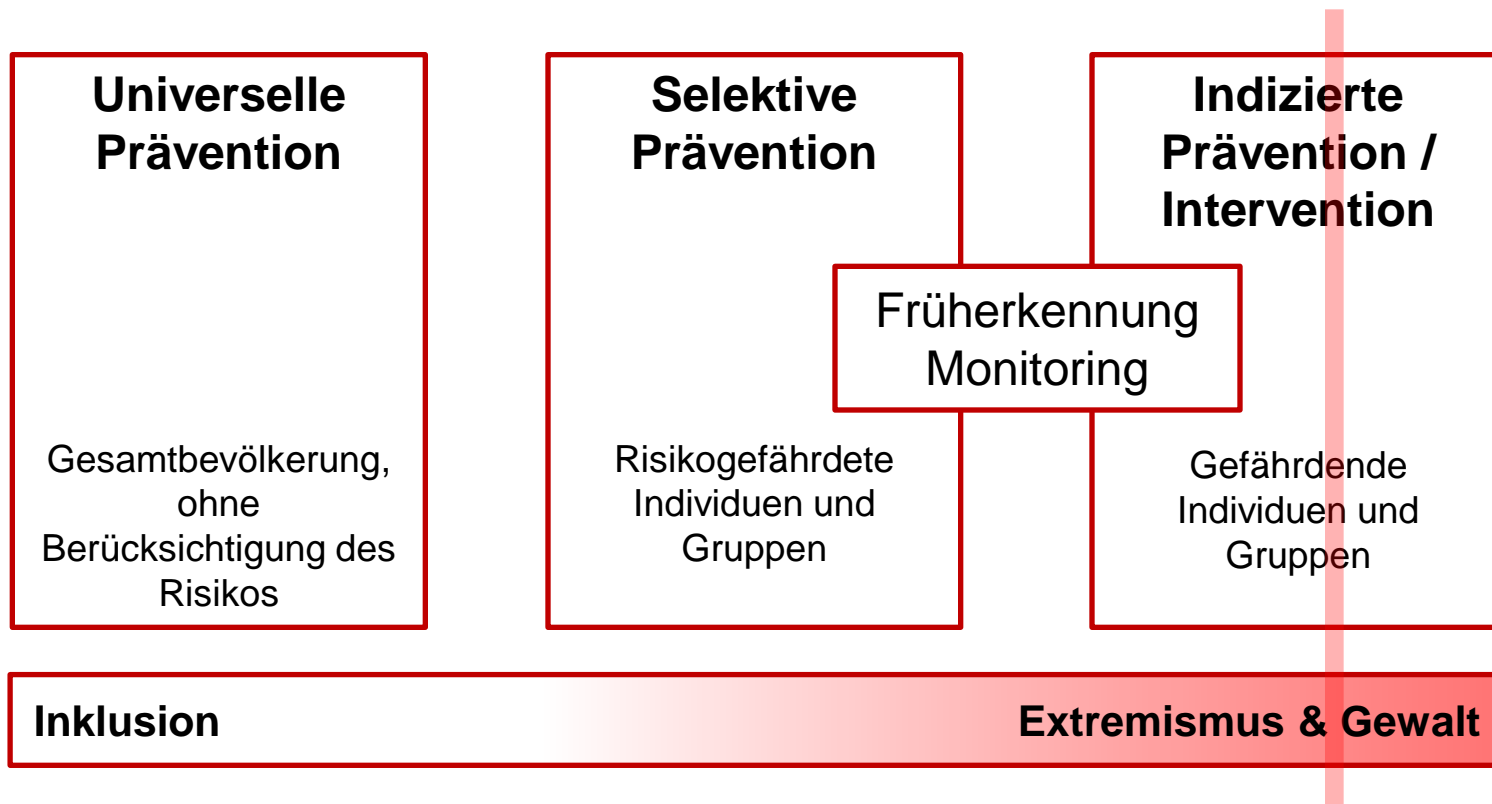 Universelle
Prävention
Gesamtbevölkerung,
ohne
Berücksichtigung des
Risikos
Selektive
Prävention
Risikogefährdete
Individuen und
Gruppen
Früherkennung
Monitoring
Indizierte
Prävention /
Intervention
Gefährdende
Individuen und
Gruppen
Inklusion
Extremismus & Gewalt